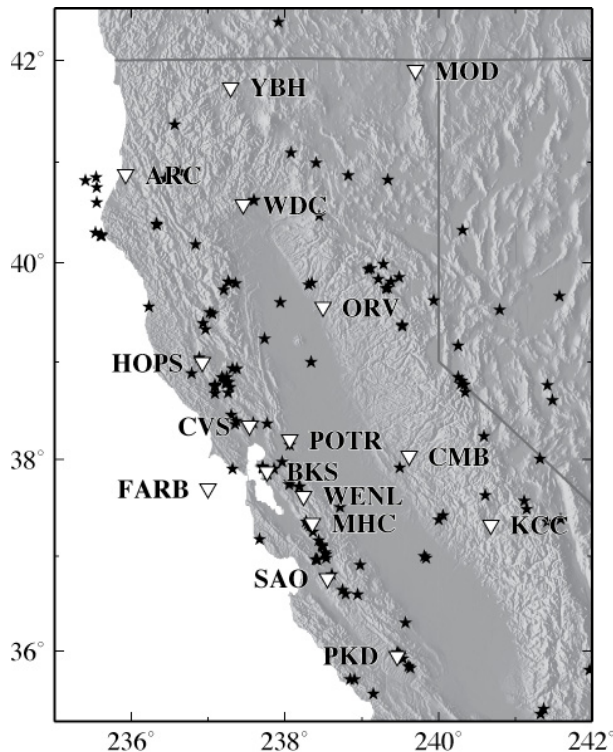 42°
YBH
MOD
ARC
WDC
40°
ORV
HOPS
CVS
POTR
38°
CMB
BKS
FARB
WENL
MHC
KCC
SAO
36°
PKD
236°
238°
240°
242°